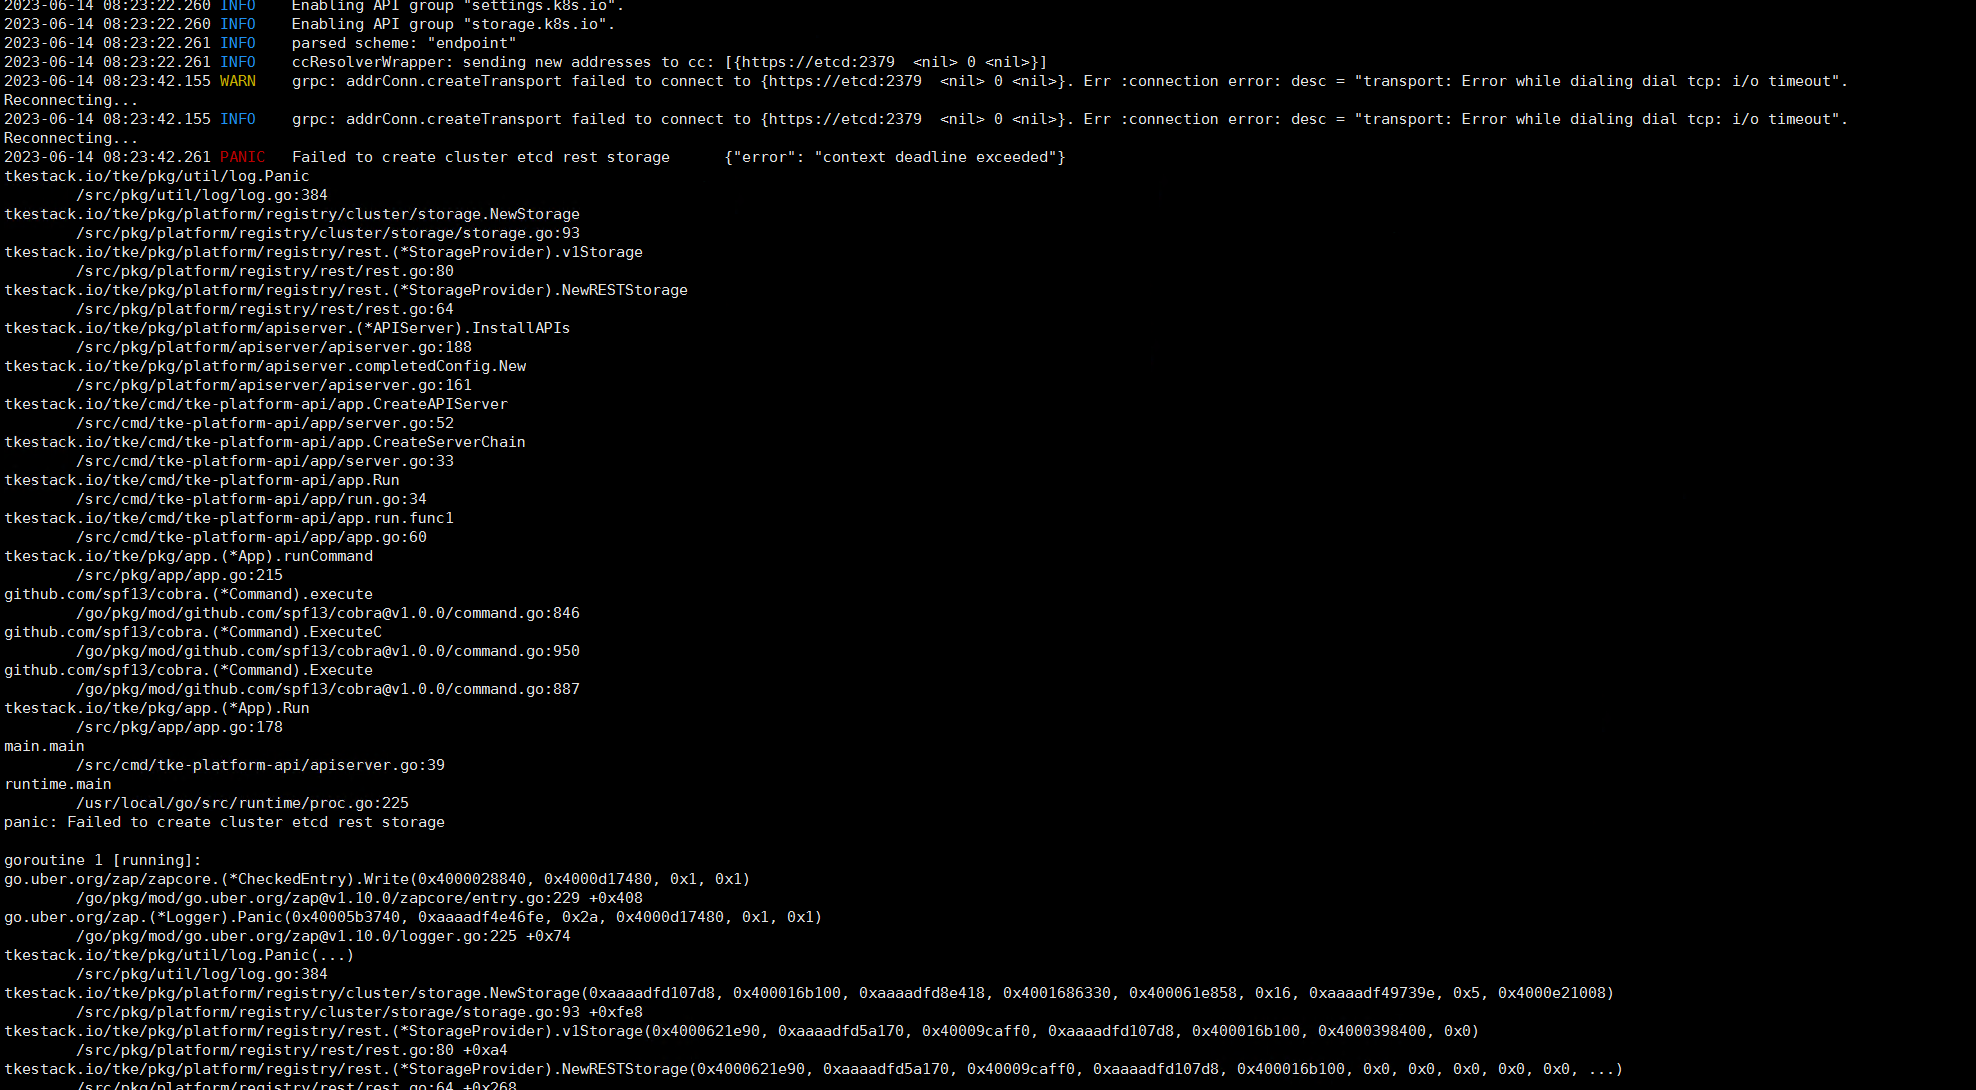 2023-06-14 08:23:22.260 INFO    Enabling API group "settings.k8s.io".
2023-06-14 08:23:22.260 INFO    Enabling API group "storage.k8s.io".
2023-06-14 08:23:22.261 INFO    parsed scheme: "endpoint"
2023-06-14 08:23:22.261 INFO    ccResolverWrapper: sending new addresses to cc: [{https://etcd:2379  <nil> 0 <nil>}]
2023-06-14 08:23:42.155 WARN    grpc: addrConn.createTransport failed to connect to {https://etcd:2379  <nil> 0 <nil>}. Err :connection error: desc = "transport: Error while dialing dial tcp: i/o timeout".
Reconnecting...
2023-06-14 08:23:42.155 INFO    grpc: addrConn.createTransport failed to connect to {https://etcd:2379  <nil> 0 <nil>}. Err :connection error: desc = "transport: Error while dialing dial tcp: i/o timeout".
Reconnecting...
2023-06-14 08:23:42.261 PANIC   Failed to create cluster etcd rest storage      {"error": "context deadline exceeded"}
tkestack.io/tke/pkg/util/log.Panic
        /src/pkg/util/log/log.go:384
tkestack.io/tke/pkg/platform/registry/cluster/storage.NewStorage
        /src/pkg/platform/registry/cluster/storage/storage.go:93
tkestack.io/tke/pkg/platform/registry/rest.(*StorageProvider).v1Storage
        /src/pkg/platform/registry/rest/rest.go:80
tkestack.io/tke/pkg/platform/registry/rest.(*StorageProvider).NewRESTStorage
        /src/pkg/platform/registry/rest/rest.go:64
tkestack.io/tke/pkg/platform/apiserver.(*APIServer).InstallAPIs
        /src/pkg/platform/apiserver/apiserver.go:188
tkestack.io/tke/pkg/platform/apiserver.completedConfig.New
        /src/pkg/platform/apiserver/apiserver.go:161
tkestack.io/tke/cmd/tke-platform-api/app.CreateAPIServer
        /src/cmd/tke-platform-api/app/server.go:52
tkestack.io/tke/cmd/tke-platform-api/app.CreateServerChain
        /src/cmd/tke-platform-api/app/server.go:33
tkestack.io/tke/cmd/tke-platform-api/app.Run
        /src/cmd/tke-platform-api/app/run.go:34
tkestack.io/tke/cmd/tke-platform-api/app.run.func1
        /src/cmd/tke-platform-api/app/app.go:60
tkestack.io/tke/pkg/app.(*App).runCommand
        /src/pkg/app/app.go:215
github.com/spf13/cobra.(*Command).execute
        /go/pkg/mod/github.com/spf13/cobra@v1.0.0/command.go:846
github.com/spf13/cobra.(*Command).ExecuteC
        /go/pkg/mod/github.com/spf13/cobra@v1.0.0/command.go:950
github.com/spf13/cobra.(*Command).Execute
        /go/pkg/mod/github.com/spf13/cobra@v1.0.0/command.go:887
tkestack.io/tke/pkg/app.(*App).Run
        /src/pkg/app/app.go:178
main.main
        /src/cmd/tke-platform-api/apiserver.go:39
runtime.main
        /usr/local/go/src/runtime/proc.go:225
panic: Failed to create cluster etcd rest storage

goroutine 1 [running]:
go.uber.org/zap/zapcore.(*CheckedEntry).Write(0x4000028840, 0x4000d17480, 0x1, 0x1)
        /go/pkg/mod/go.uber.org/zap@v1.10.0/zapcore/entry.go:229 +0x408
go.uber.org/zap.(*Logger).Panic(0x40005b3740, 0xaaaadf4e46fe, 0x2a, 0x4000d17480, 0x1, 0x1)
        /go/pkg/mod/go.uber.org/zap@v1.10.0/logger.go:225 +0x74
tkestack.io/tke/pkg/util/log.Panic(...)
        /src/pkg/util/log/log.go:384
tkestack.io/tke/pkg/platform/registry/cluster/storage.NewStorage(0xaaaadfd107d8, 0x400016b100, 0xaaaadfd8e418, 0x4001686330, 0x400061e858, 0x16, 0xaaaadf49739e, 0x5, 0x4000e21008)
        /src/pkg/platform/registry/cluster/storage/storage.go:93 +0xfe8
tkestack.io/tke/pkg/platform/registry/rest.(*StorageProvider).v1Storage(0x4000621e90, 0xaaaadfd5a170, 0x40009caff0, 0xaaaadfd107d8, 0x400016b100, 0x4000398400, 0x0)
        /src/pkg/platform/registry/rest/rest.go:80 +0xa4
tkestack.io/tke/pkg/platform/registry/rest.(*StorageProvider).NewRESTStorage(0x4000621e90, 0xaaaadfd5a170, 0x40009caff0, 0xaaaadfd107d8, 0x400016b100, 0x0, 0x0, 0x0, 0x0, 0x0, ...)
        /src/pkg/platform/registry/rest/rest.go:64 +0x268